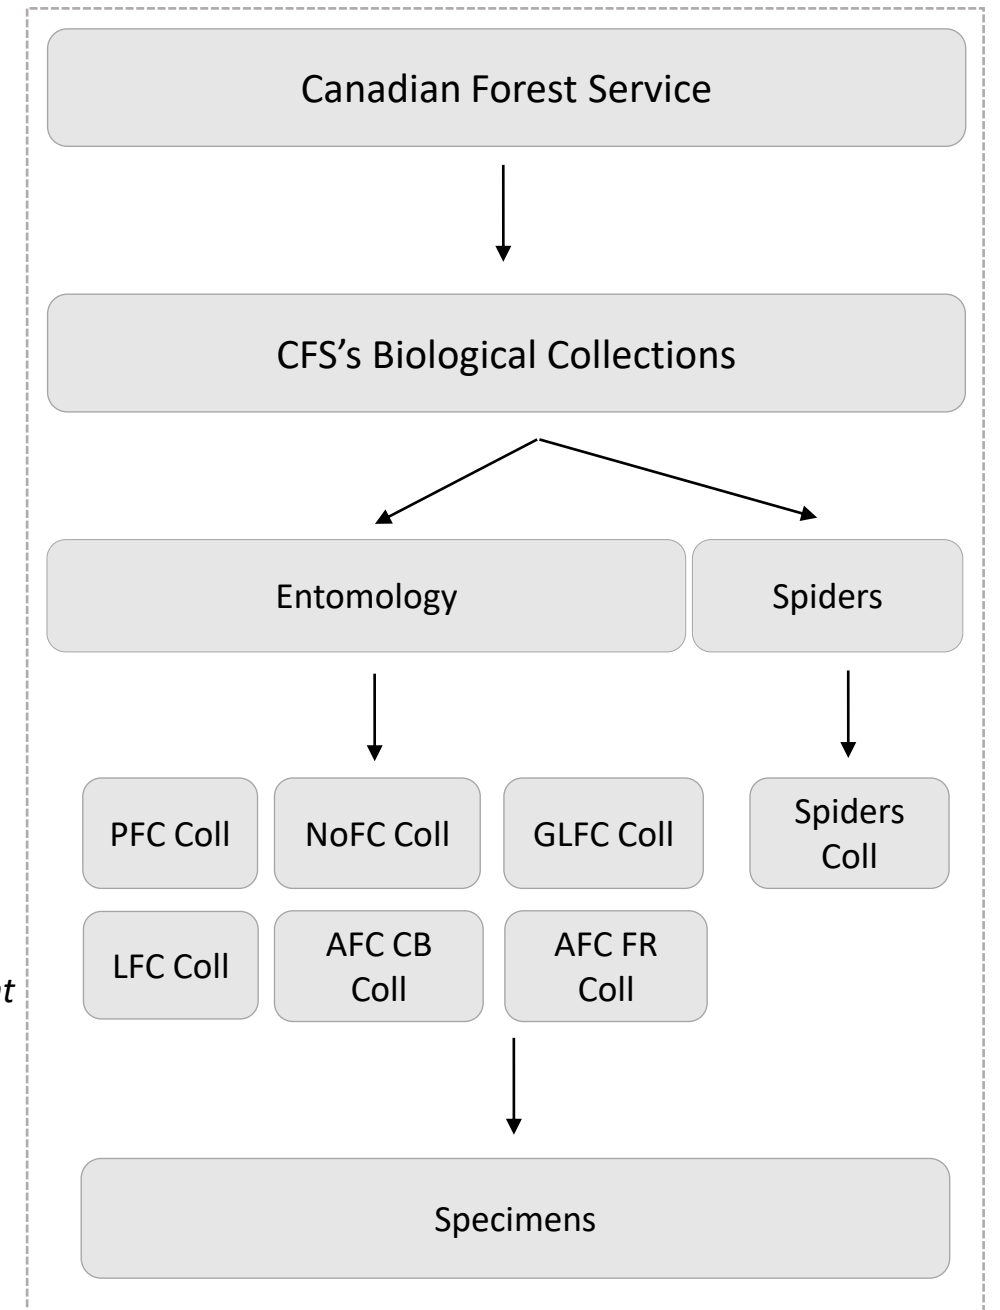 Canadian Forest Service
CFS’s Biological Collections
Entomology
Spiders
PFC Coll
NoFC Coll
GLFC Coll
Spiders
Coll
LFC Coll
AFC CB
Coll
AFC FR
Coll
Specimens